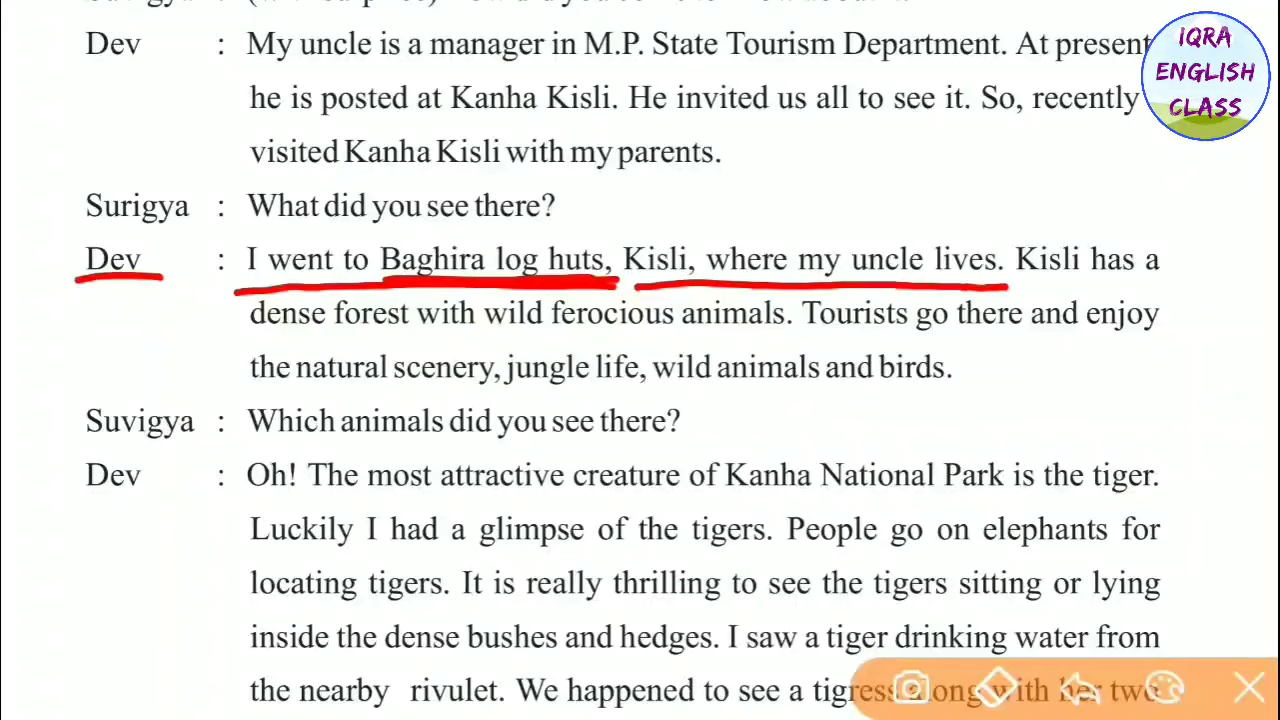 Dev : My uncle is a manager in M.P. State Tourism Department. At present
he is posted at Kanha Kisli. He invited us all to see it. So, recently
visited Kanha Kisli with my parents.
Surigya : What did you see there?
Dev : I went to Baghira log huts, Kisli, where my uncle lives. Kisli has a
dense forest with wild ferocious animals. Tourists go there and enjoy
the natural scenery, jungle life, wild animals and birds.
Suvigya : Which animals did you see there?
Dev : Oh! The most attractive creature of Kanha National Park is the tiger.
Luckily I had a glimpse of the tigers. People go on elephants for
locating tigers. It is really thrilling to see the tigers sitting or lying
inside the dense bushes and hedges. I saw a tiger drinking water from
the nearby rivulet. We happened to see a tigress along with her two
IQRA
ENGLISH
CLASS